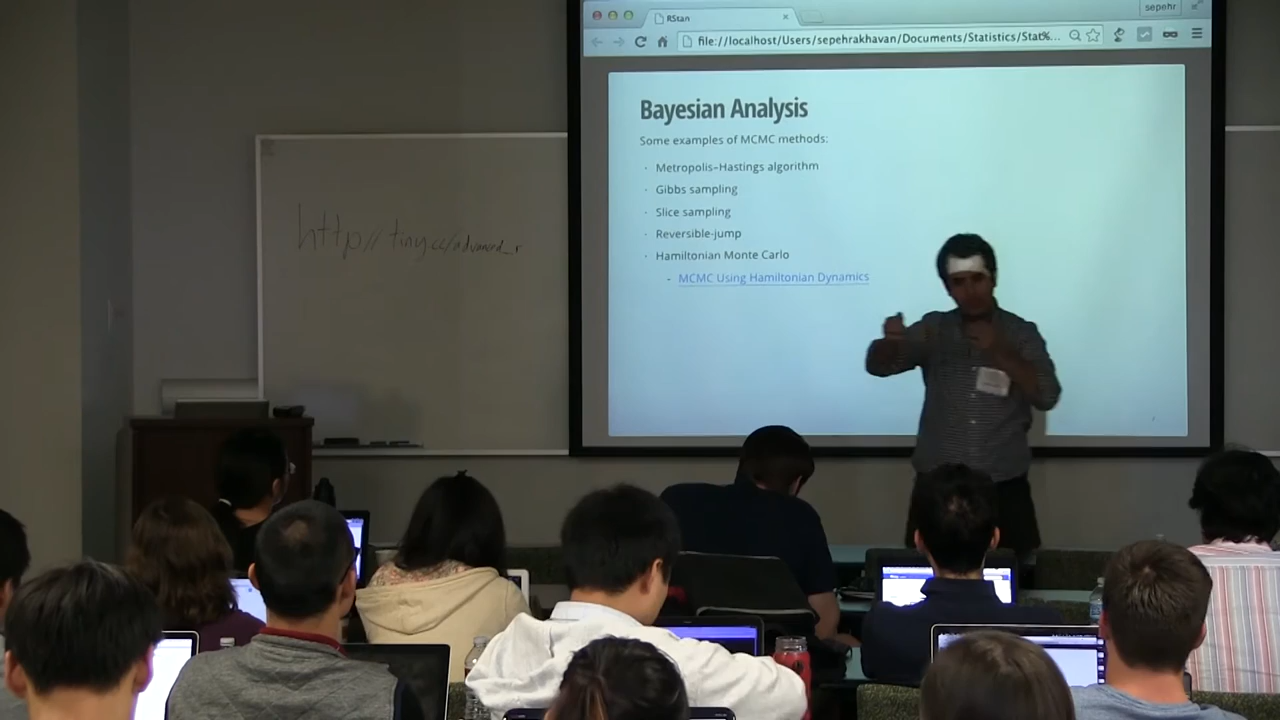 RStan
sepehr
file://localhost/Users/sepehrakhavan/Documents/Statistics/Stat%...
Bayesian Analysis
Some examples of MCMC methods:
· Metropolis–Hastings algorithm
· Gibbs sampling
· Slice sampling
· Reversible-jump
· Hamiltonian Monte Carlo
- MCMC Using Hamiltonian Dynamics
http// tiny.cc/advanced_r